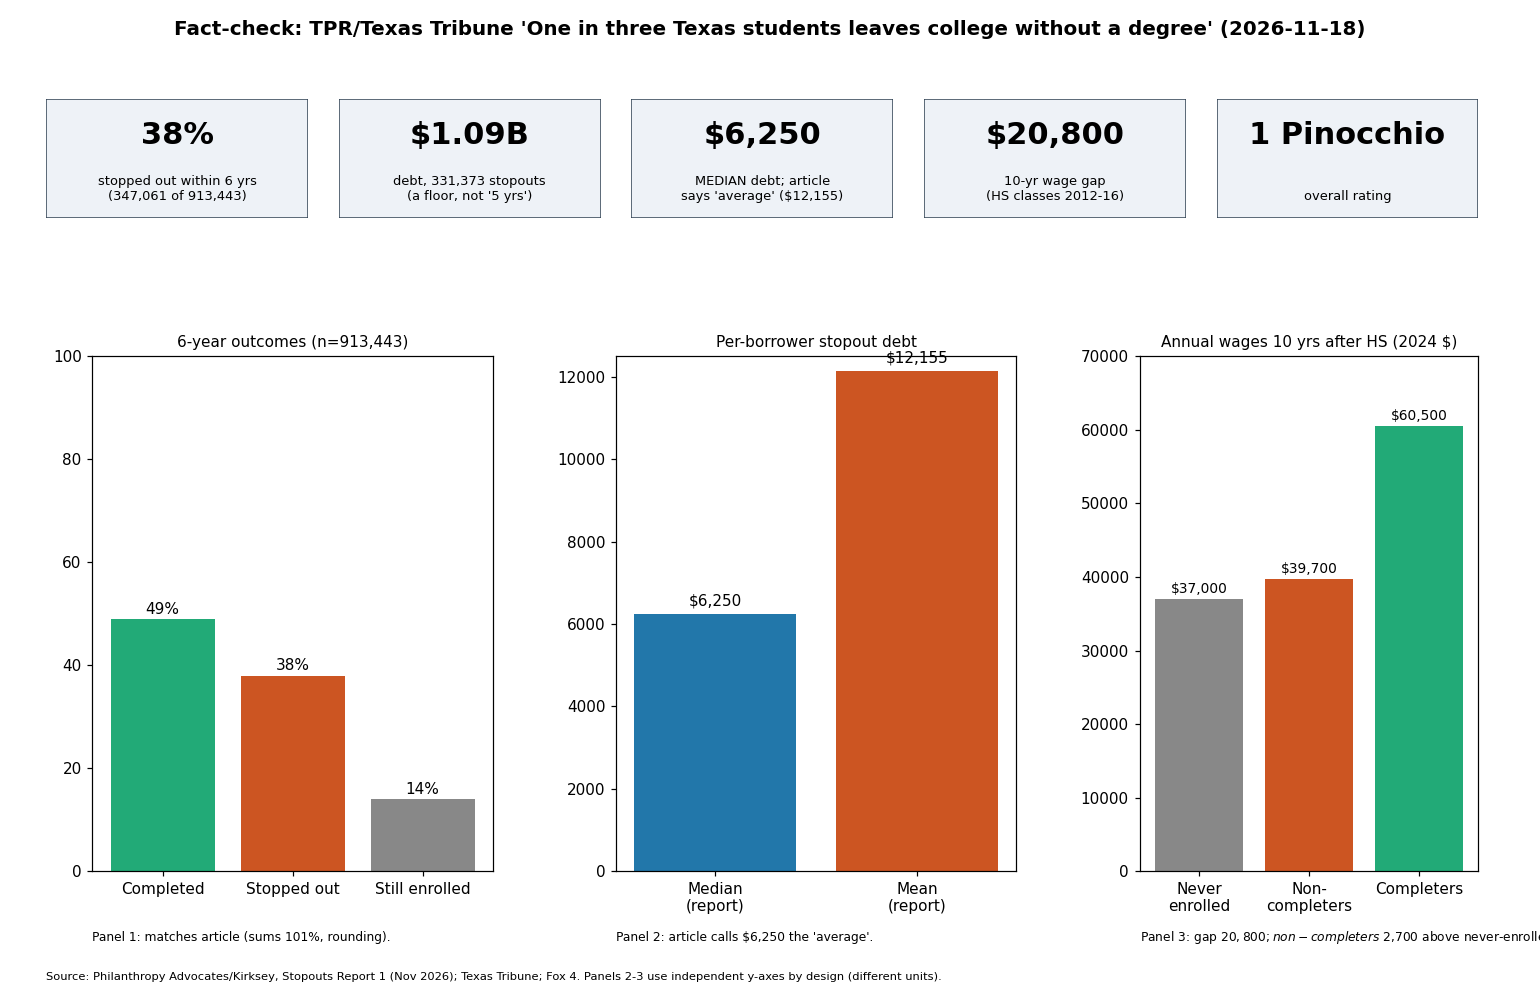 Fact-check: TPR/Texas Tribune 'One in three Texas students leaves college without a degree' (2026-11-18)
38%
stopped out within 6 yrs
(347,061 of 913,443)
$1.09B
debt, 331,373 stopouts
(a floor, not '5 yrs')
$6,250
MEDIAN debt; article
says 'average' ($12,155)
$20,800
10-yr wage gap
(HS classes 2012-16)
1 Pinocchio
overall rating
6-year outcomes (n=913,443)
100
80
60
40
20
0
49%
38%
14%
Completed
Stopped out
Still enrolled
Panel 1: matches article (sums 101%, rounding).
Per-borrower stopout debt
12000
10000
8000
6000
4000
2000
0
$6,250
$12,155
Median
(report)
Mean
(report)
Panel 2: article calls $6,250 the 'average'.
Annual wages 10 yrs after HS (2024 $)
70000
60000
50000
40000
30000
20000
10000
0
$37,000
$39,700
$60,500
Never
enrolled
Non-
completers
Completers
Panel 3: gap 20, 800; non − completers 2,700 above never-enrolle
Source: Philanthropy Advocates/Kirksey, Stopouts Report 1 (Nov 2026); Texas Tribune; Fox 4. Panels 2-3 use independent y-axes by design (different units).